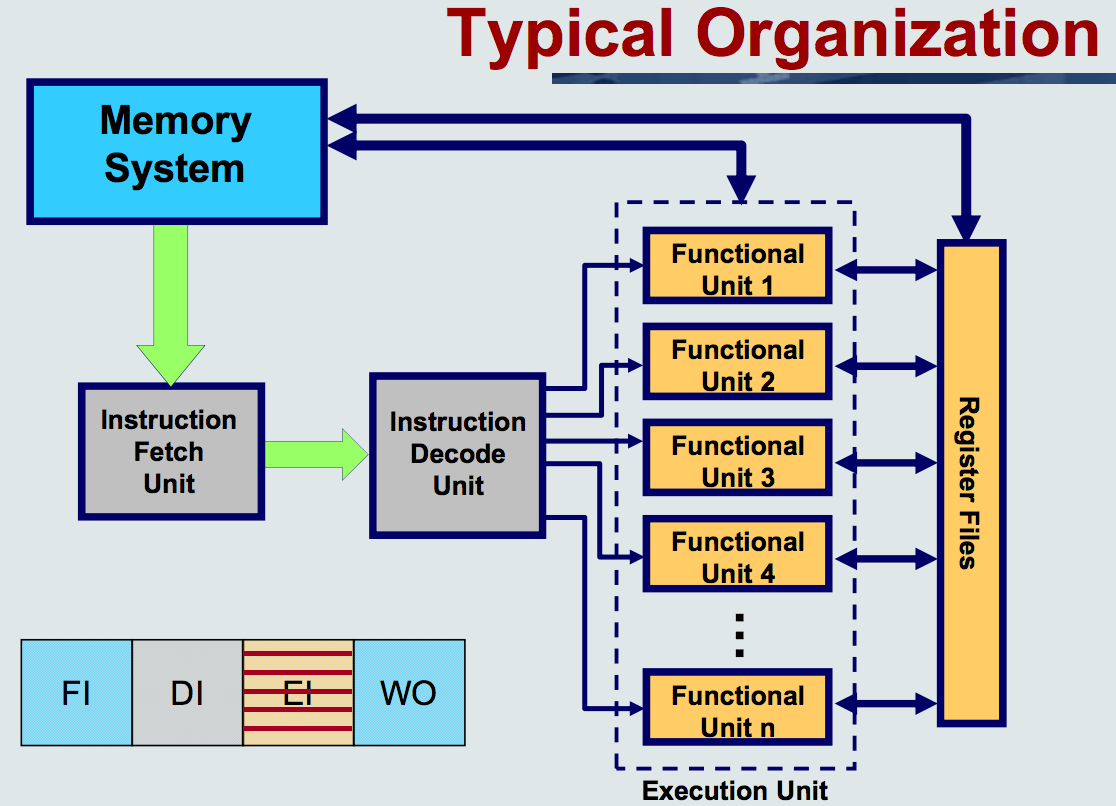 Typical Organization
Memory
System
Functional
Unit 1
Functional
Unit 2
Instruction
Fetch
Unit
Instruction
Decode
Unit
Functional
Unit 3
Register Files
Functional
Unit 4
FI DI EI WO
Functional
Unit n
Execution Unit